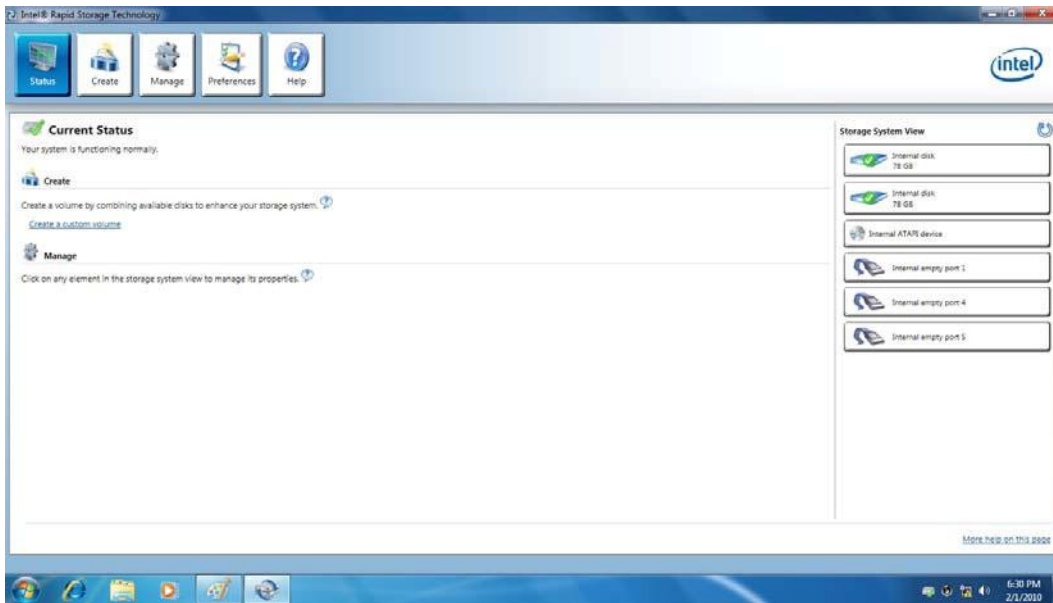 Intel® Rapid Storage Technology
Status
Create
Manage
Preferences
Help
intel
Current Status
Your system is functioning normally.
Create
Create a volume by combining available disks to enhance your storage system.
Create a custom volume
Manage
Click on any element in the storage system view to manage its properties.
Storage System View
Internal disk
78 GB
Internal disk
78 GB
Internal ATAPI device
Internal empty port 1
Internal empty port 4
Internal empty port 5
More help on this page
6:30 PM
2/1/2010